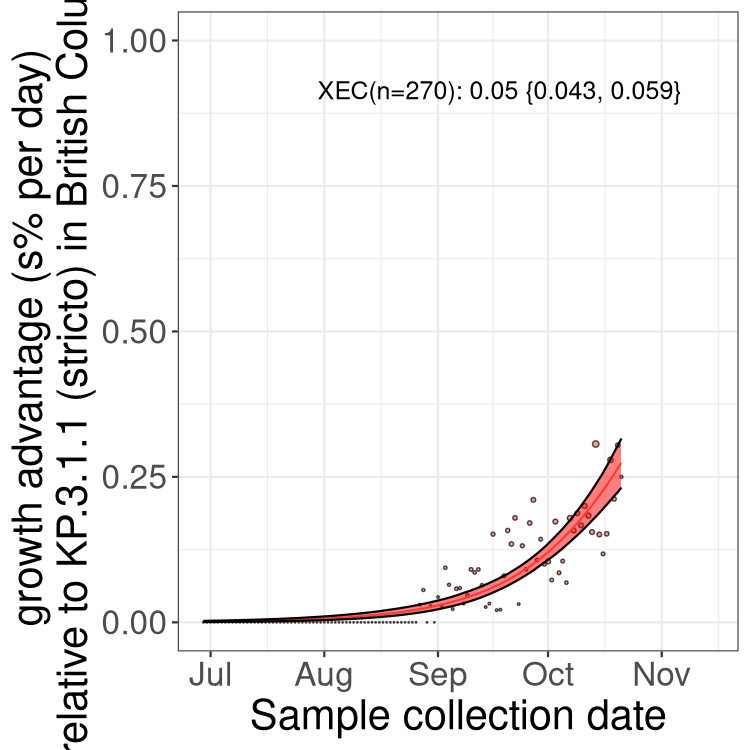 growth advantage (s% per day)
relative to KP.3.1.1 (stricto) in British Colu
1.00
0.75
0.50
0.25
0.00
XEC(n=270): 0.05 {0.043, 0.059}
Jul Aug Sep Oct Nov
Sample collection date